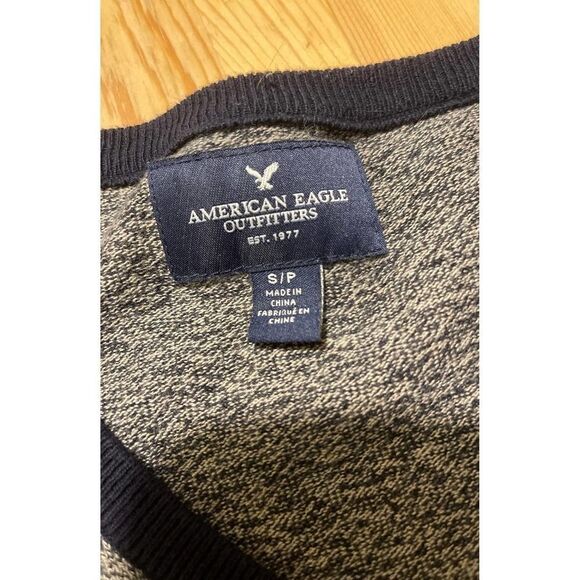 AMERICAN EAGLE
OUTFITTERS
EST. 1977
S/P
MADE IN
CHINA
FABRIQUÉ EN
CHINE